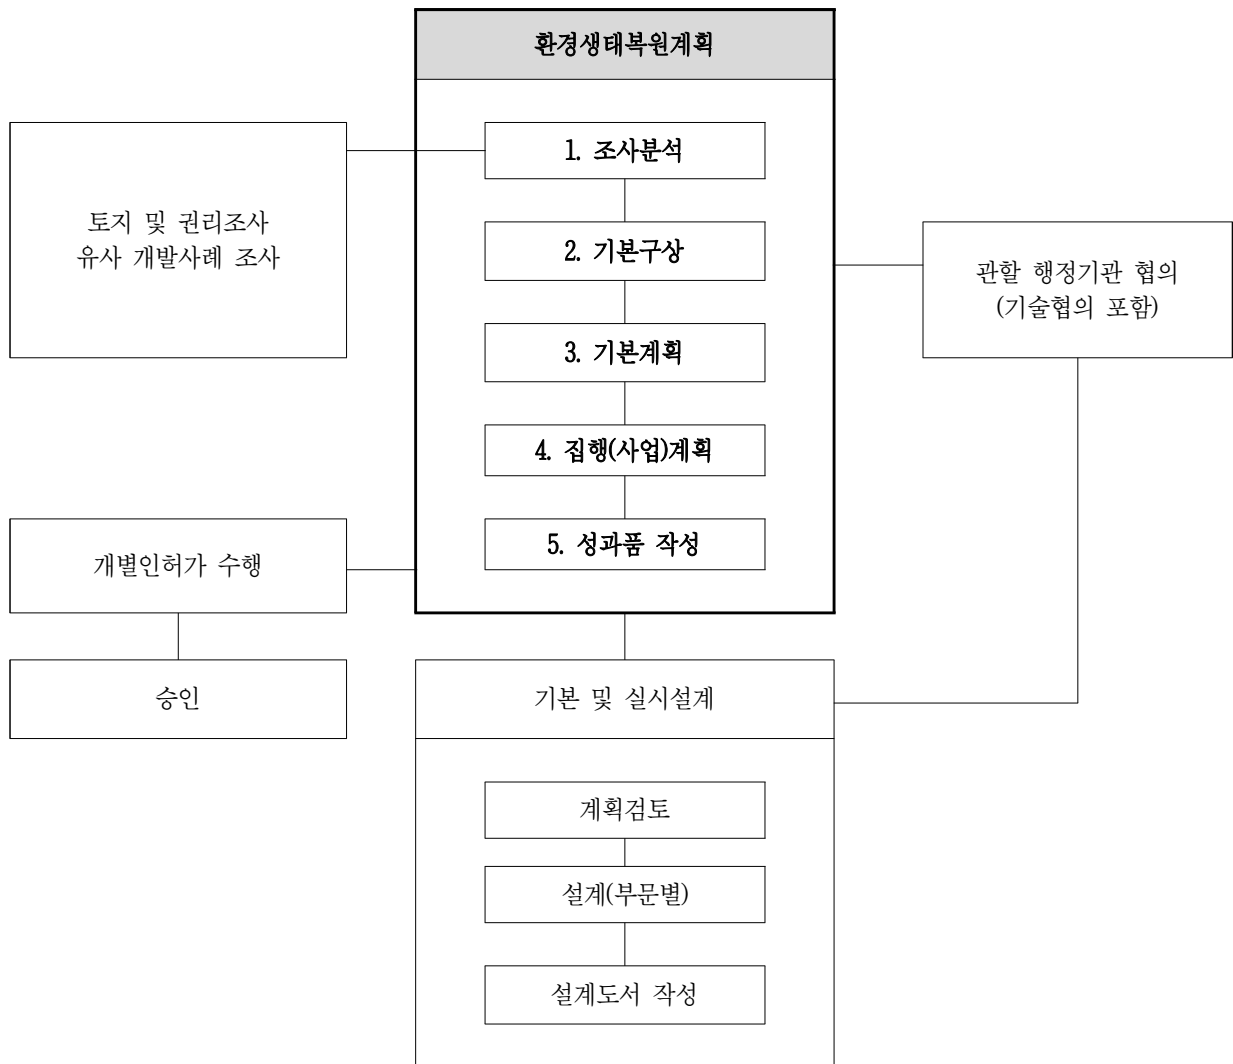 환경생태복원계획
1. 조사분석
토지 및 권리조사
유사 개발사례 조사
2. 기본구상
관할 행정기관 협의
(기술협의 포함)
3. 기본계획
4. 집행(사업)계획
5. 성과품 작성
개별인허가 수행
승인
기본 및 실시설계
계획검토
설계(부문별)
설계도서 작성